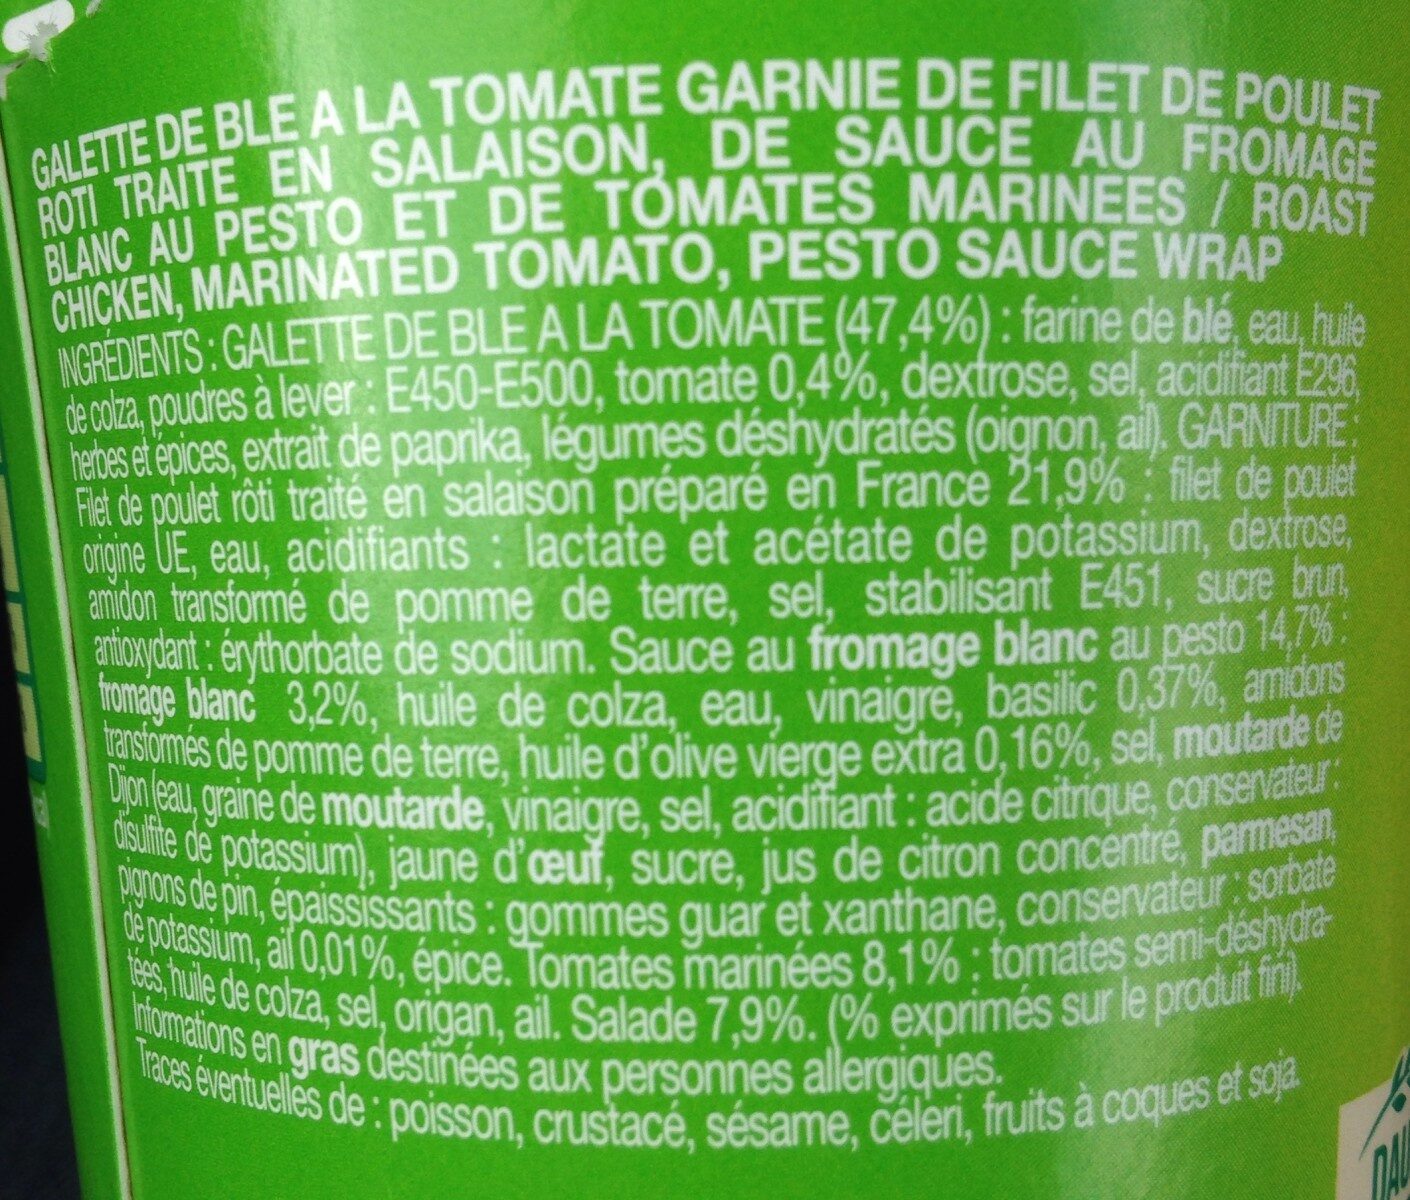 GALETTE DE BLE A LA TOMATE GARNIE DE FILET DE POULET
ROTI TRAITE EN SALAISON, DE SAUCE AU FROMAGE
BLANC AU PESTO ET DE TOMATES MARINEES / ROAST
CHICKEN, MARINATED TOMATO, PESTO SAUCE WRAP
INGRÉDIENTS : GALETTE DE BLE A LA TOMATE (47,4%) : farine de blé, eau, huile
de colza, poudres à lever : E450-E500, tomate 0,4%, dextrose, sel, acidifiant E296,
herbes et épices, extrait de paprika, légumes déshydratés (oignon, ail). GARNITURE :
Filet de poulet rôti traité en salaison préparé en France 21,9% : filet de poulet
origine UE, eau, acidifiants : lactate et acétate de potassium, dextrose,
amidon transformé de pomme de terre, sel, stabilisant E451, sucre brun,
antioxydant : érythorbate de sodium. Sauce au fromage blanc au pesto 14,7% :
fromage blanc 3,2%, huile de colza, eau, vinaigre, basilic 0,37%, amidons
transformés de pomme de terre, huile d'olive vierge extra 0,16%, sel, moutarde de
Dijon (eau, graine de moutarde, vinaigre, sel, acidifiant : acide citrique, conservateur :
disulfite de potassium), jaune d'œuf, sucre, jus de citron concentré, parmesan,
pignons de pin, épaississants : gommes guar et xanthane, conservateur : sorbate
de potassium, ail 0,01%, épice. Tomates marinées 8,1% : tomates semi-déshydra-
tées, huile de colza, sel, origan, ail. Salade 7,9%. (% exprimés sur le produit fini).
Informations en gras destinées aux personnes allergiques.
Traces éventuelles de : poisson, crustacé, sésame, céleri, fruits à coques et soja.